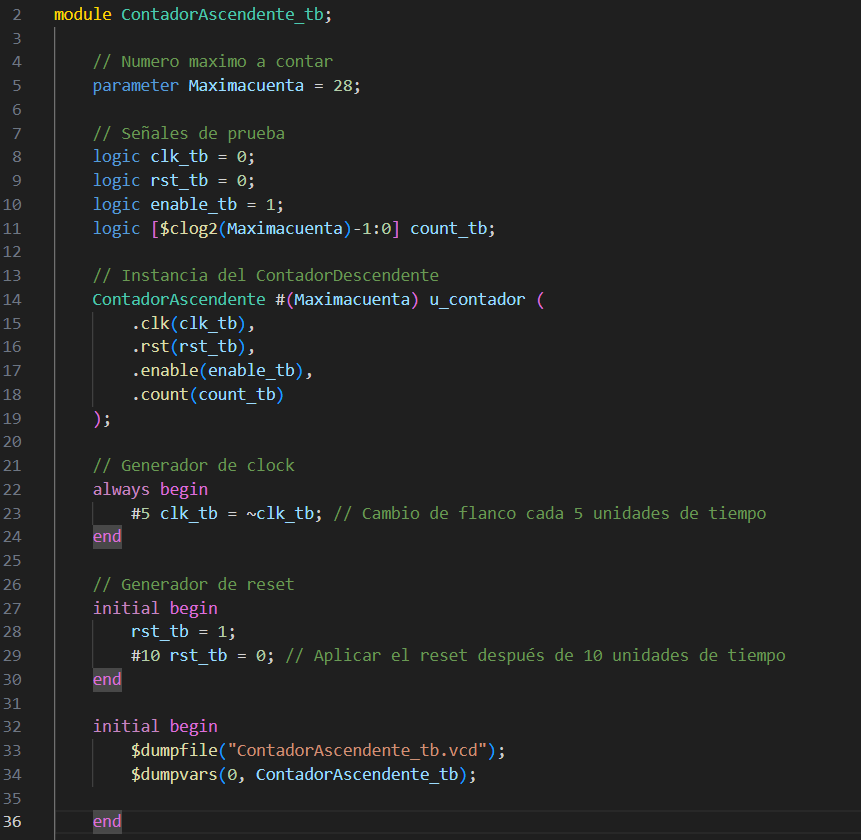 2 module ContadorAscendente_tb;
3
4 // Numero maximo a contar
5 parameter Maximacuenta = 28;
6
7 // Señales de prueba
8 logic clk_tb = 0;
9 logic rst_tb = 0;
10 logic enable_tb = 1;
11 logic [$clog2(Maximacuenta)-1:0] count_tb;
12
13 // Instancia del ContadorDescendente
14 ContadorAscendente #(Maximacuenta) u_contador (
15 .clk(clk_tb),
16 .rst(rst_tb),
17 .enable(enable_tb),
18 .count(count_tb)
19 );
20
21 // Generador de clock
22 always begin
23 #5 clk_tb = ~clk_tb; // Cambio de flanco cada 5 unidades de tiempo
24 end
25
26 // Generador de reset
27 initial begin
28 rst_tb = 1;
29 #10 rst_tb = 0; // Aplicar el reset después de 10 unidades de tiempo
30 end
31
32 initial begin
33 $dumpfile("ContadorAscendente_tb.vcd");
34 $dumpvars(0, ContadorAscendente_tb);
35
36 end